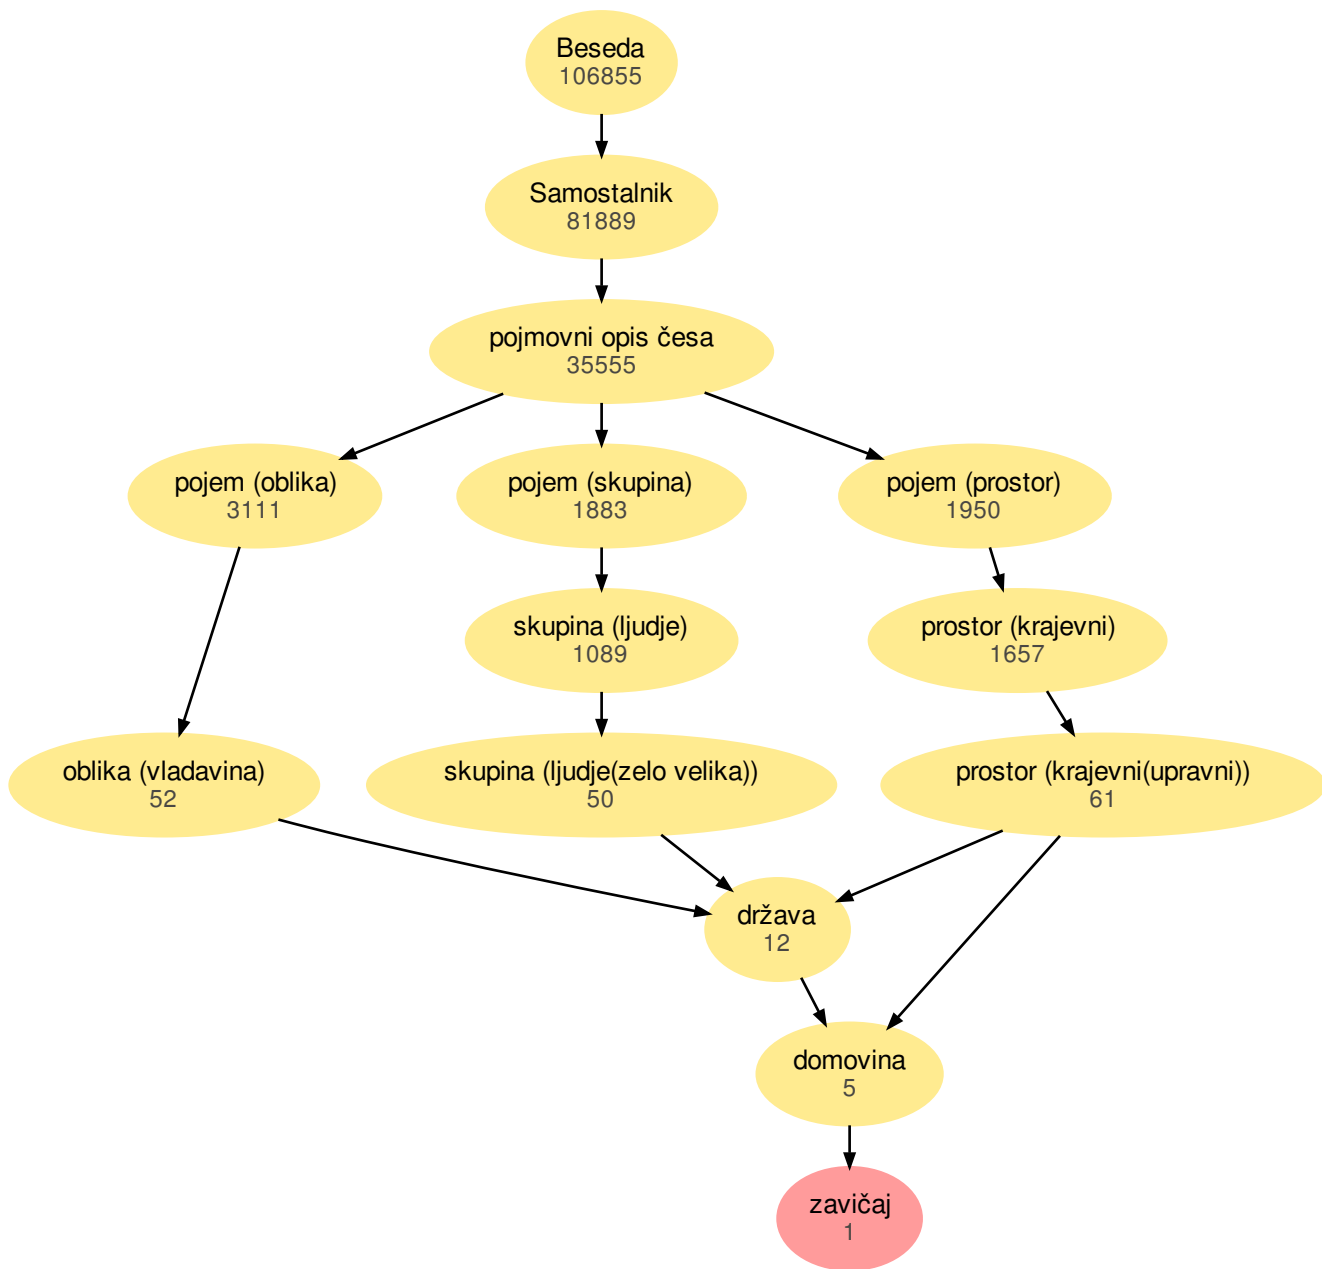 Beseda
106855
Samostalnik
81889
pojmovni opis česa
35555
pojem (oblika)
3111
pojem (skupina)
1883
pojem (prostor)
1950
skupina (ljudje)
1089
prostor (krajevni)
1657
oblika (vladavina)
52
skupina (ljudje(zelo velika))
50
prostor (krajevni(upravni))
61
država
12
domovina
5
zavičaj
1